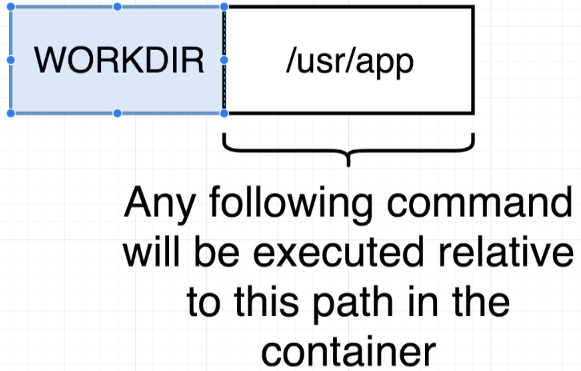 WORKDIR /usr/app
Any following command
will be executed relative
to this path in the
container